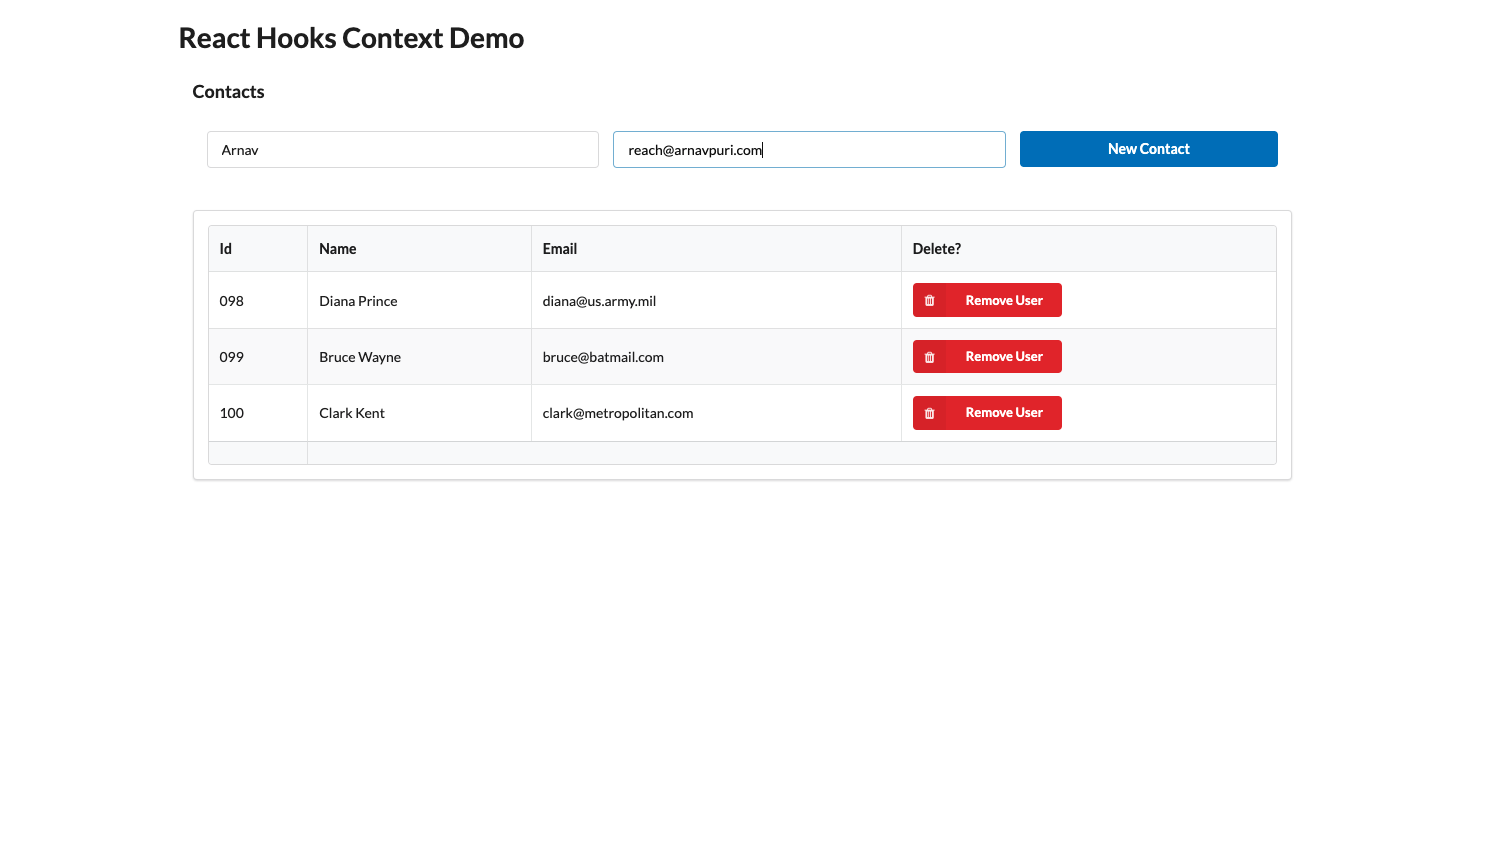 React Hooks Context Demo
Contacts
Arnav reach@arnavpuri.com New Contact
Id Name Email Delete?
098 Diana Prince diana@us.army.mil Remove User
099 Bruce Wayne bruce@batmail.com Remove User
100 Clark Kent clark@metropolitan.com Remove User